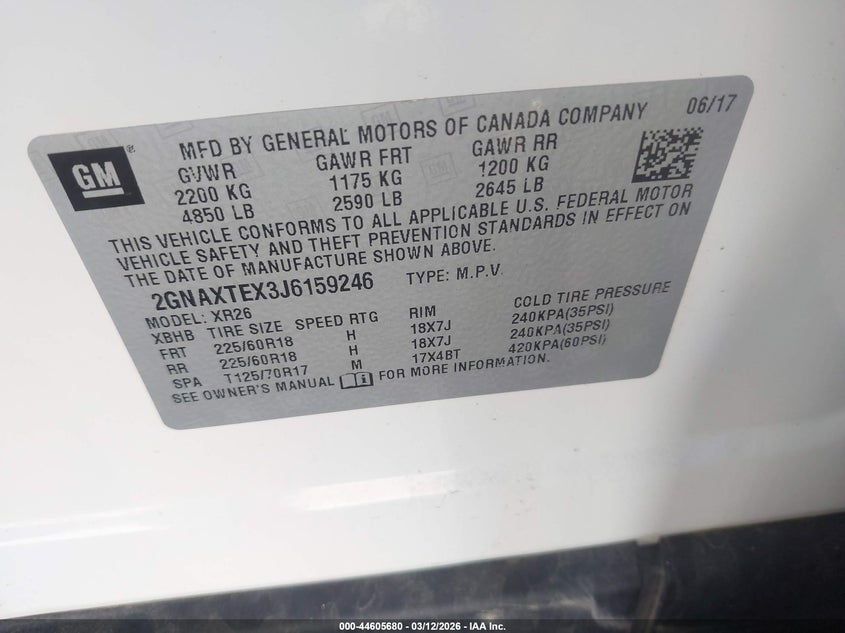 GM
MFD BY GENERAL MOTORS OF CANADA COMPANY 06/17
GVWR GAWR FRT GAWR RR
2200 KG 1175 KG 1200 KG
4850 LB 2590 LB 2645 LB
THIS VEHICLE CONFORMS TO ALL APPLICABLE U.S. FEDERAL MOTOR
VEHICLE SAFETY AND THEFT PREVENTION STANDARDS IN EFFECT ON
THE DATE OF MANUFACTURE SHOWN ABOVE.
2GNAXTEX3J6159246 TYPE: M.P.V.
MODEL: XR26
XBHB TIRE SIZE SPEED RTG RIM COLD TIRE PRESSURE
FRT 225/60R18 H 18X7J 240KPA(35PSI)
RR 225/60R18 H 18X7J 240KPA(35PSI)
SPA T125/70R17 M 17X4BT 420KPA(60PSI)
SEE OWNER'S MANUAL FOR MORE INFORMATION.
000-44605680 - 03/12/2026 - IAA Inc.